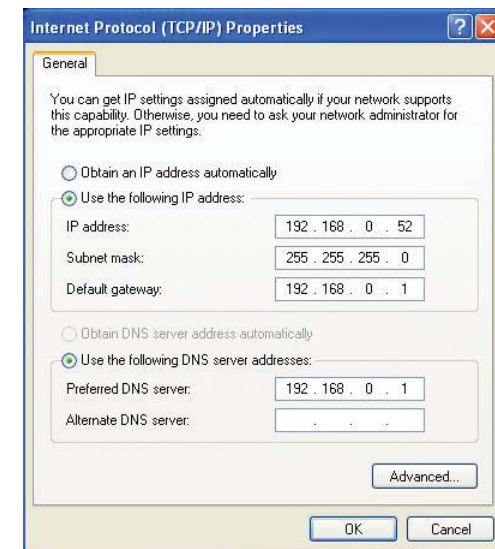 Internet Protocol (TCP/IP) Properties
General
You can get IP settings assigned automatically if your network supports
this capability. Otherwise, you need to ask your network administrator for
the appropriate IP settings.
Obtain an IP address automatically
Use the following IP address:
IP address: 192 . 168 . 0 . 52
Subnet mask: 255 . 255 . 255 . 0
Default gateway: 192 . 168 . 0 . 1
Obtain DNS server address automatically
Use the following DNS server addresses:
Preferred DNS server: 192 . 168 . 0 . 1
Alternate DNS server: . . .
Advanced...
OK Cancel